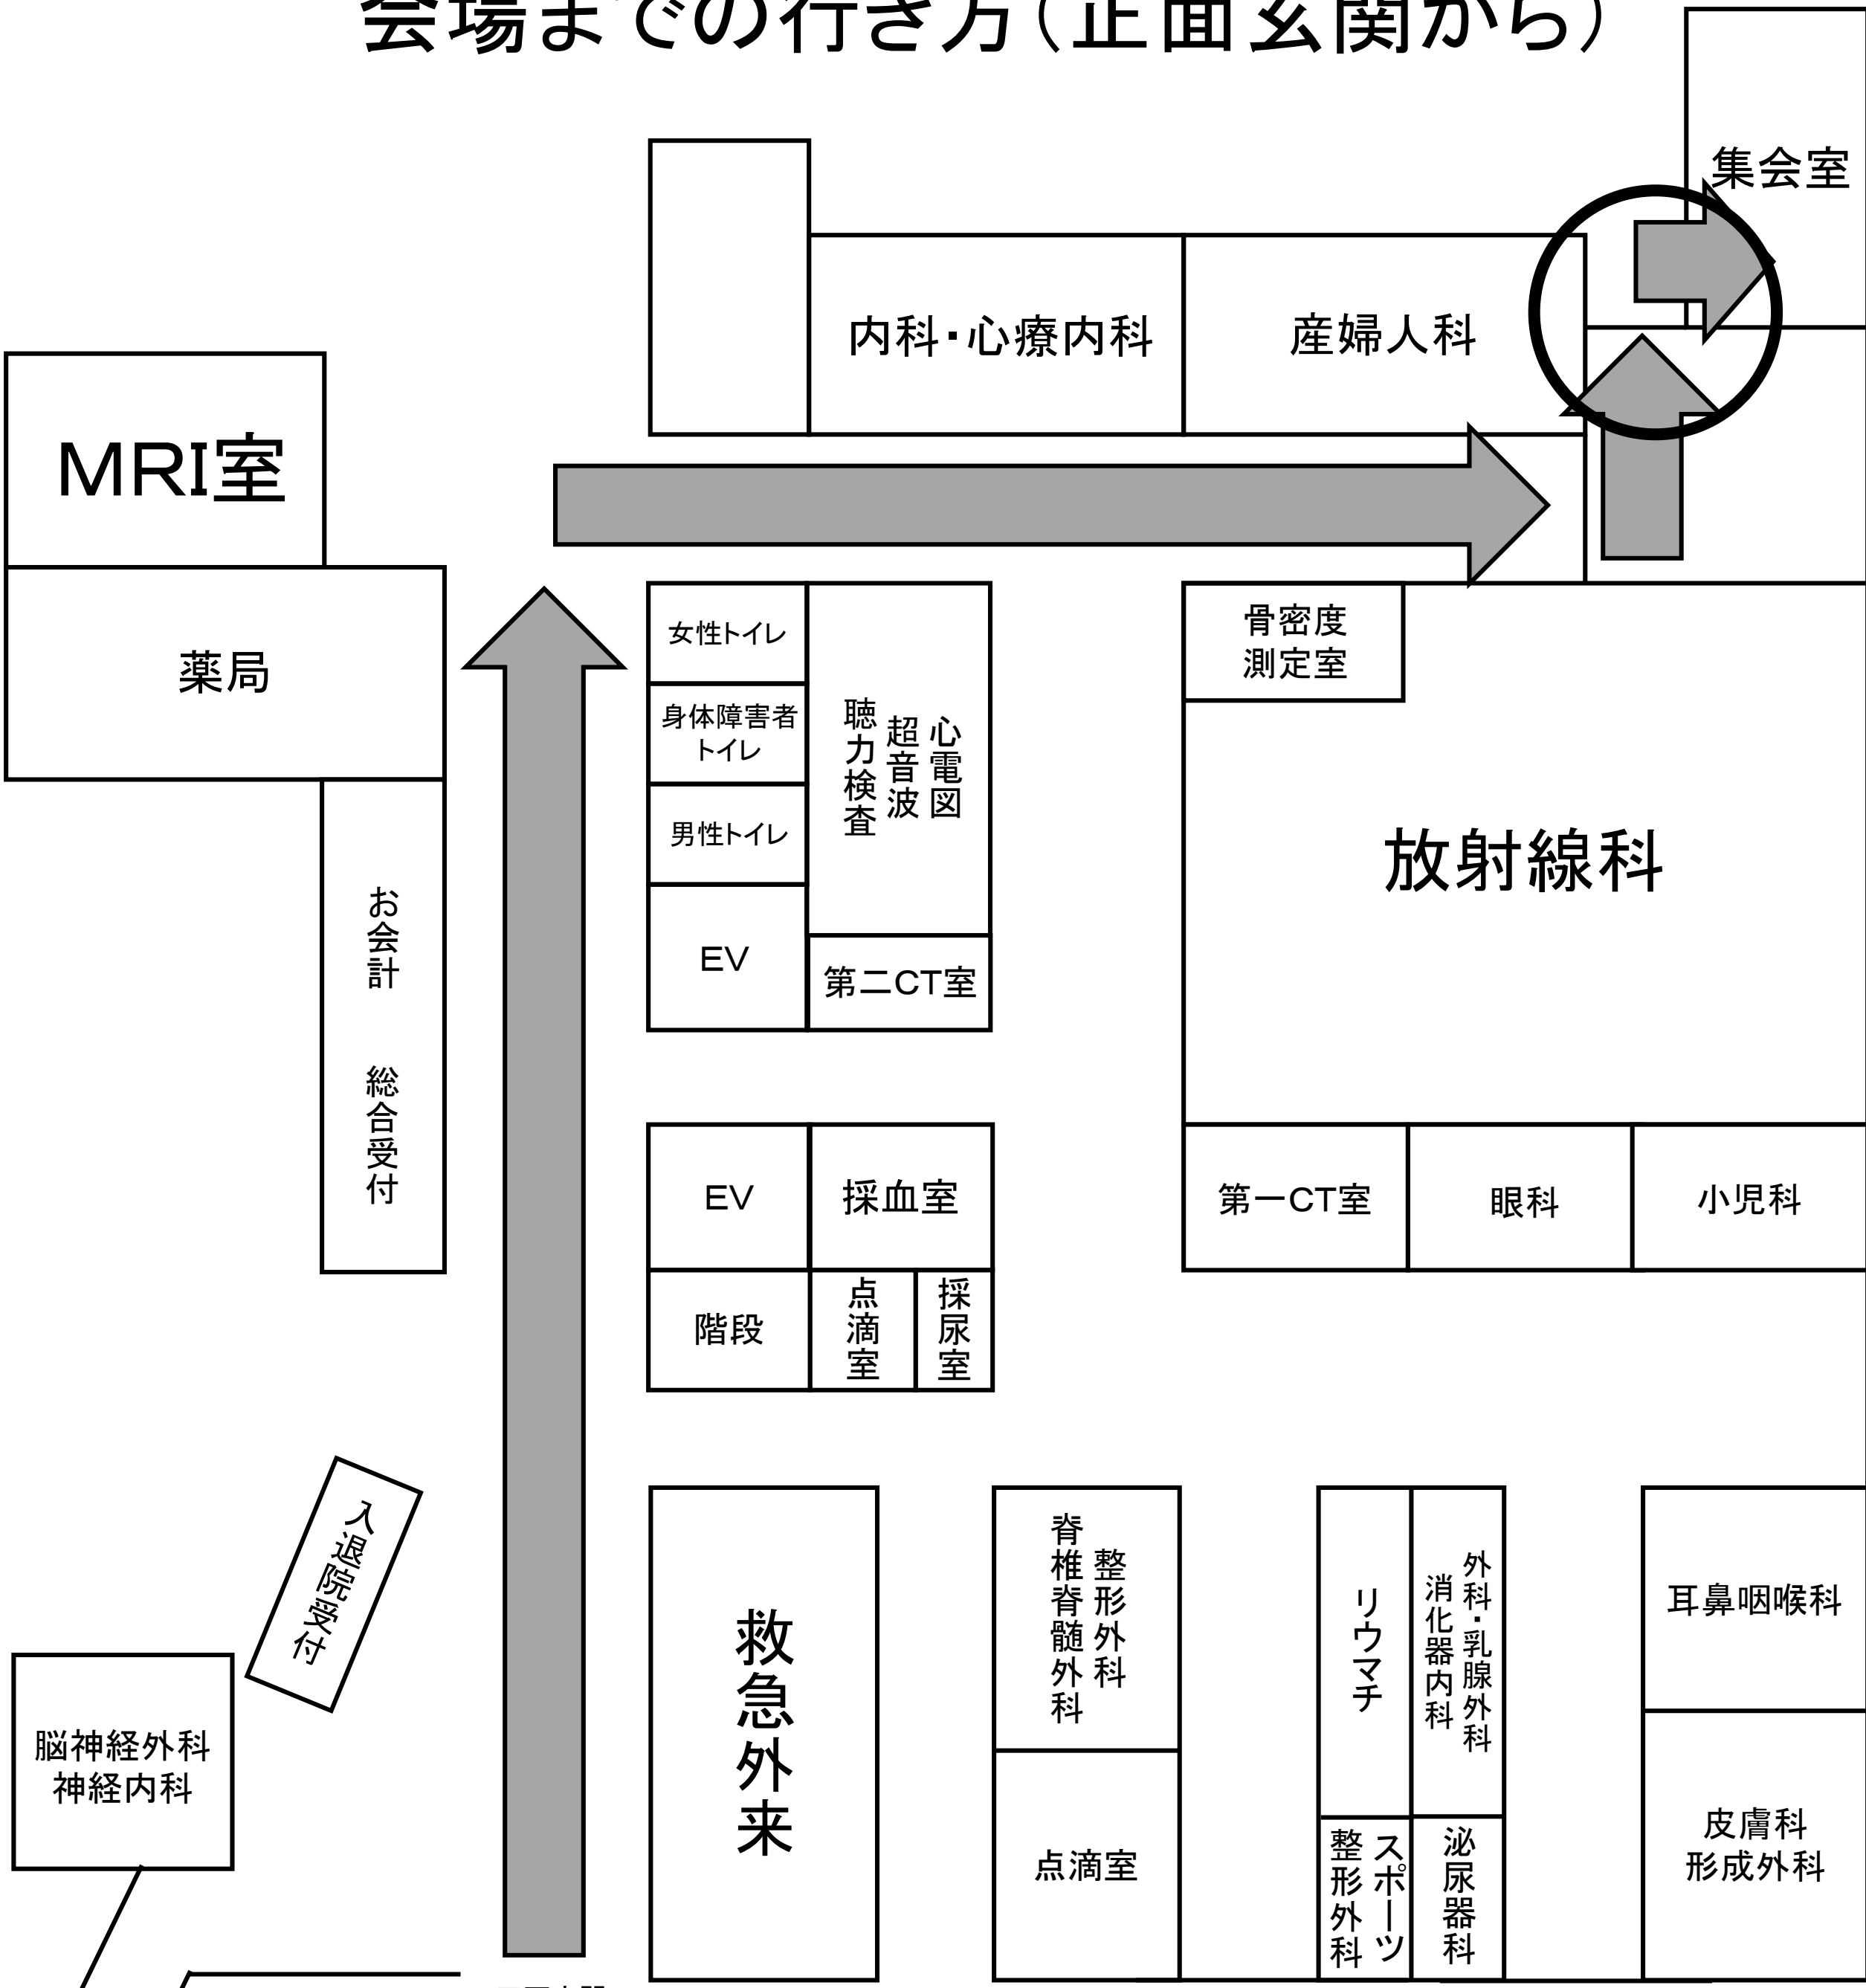 会場までの行き方（正面玄関から）
集会室
内科・心療内科
産婦人科
MRI室
薬局
女性トイレ
身体障害者
トイレ
男性トイレ
EV
心電図
超音波
聴力検査
第二CT室
骨密度
測定室
放射線科
お会計
総合受付
EV
採血室
階段
点滴室
採尿室
第一CT室
眼科
小児科
入退院受付
脳神経外科
神経内科
救急外来
整形外科
脊椎脊髄外科
点滴室
リウマチ
外科・乳腺外科
消化器内科
スポーツ
整形外科
泌尿器科
耳鼻咽喉科
皮膚科
形成外科